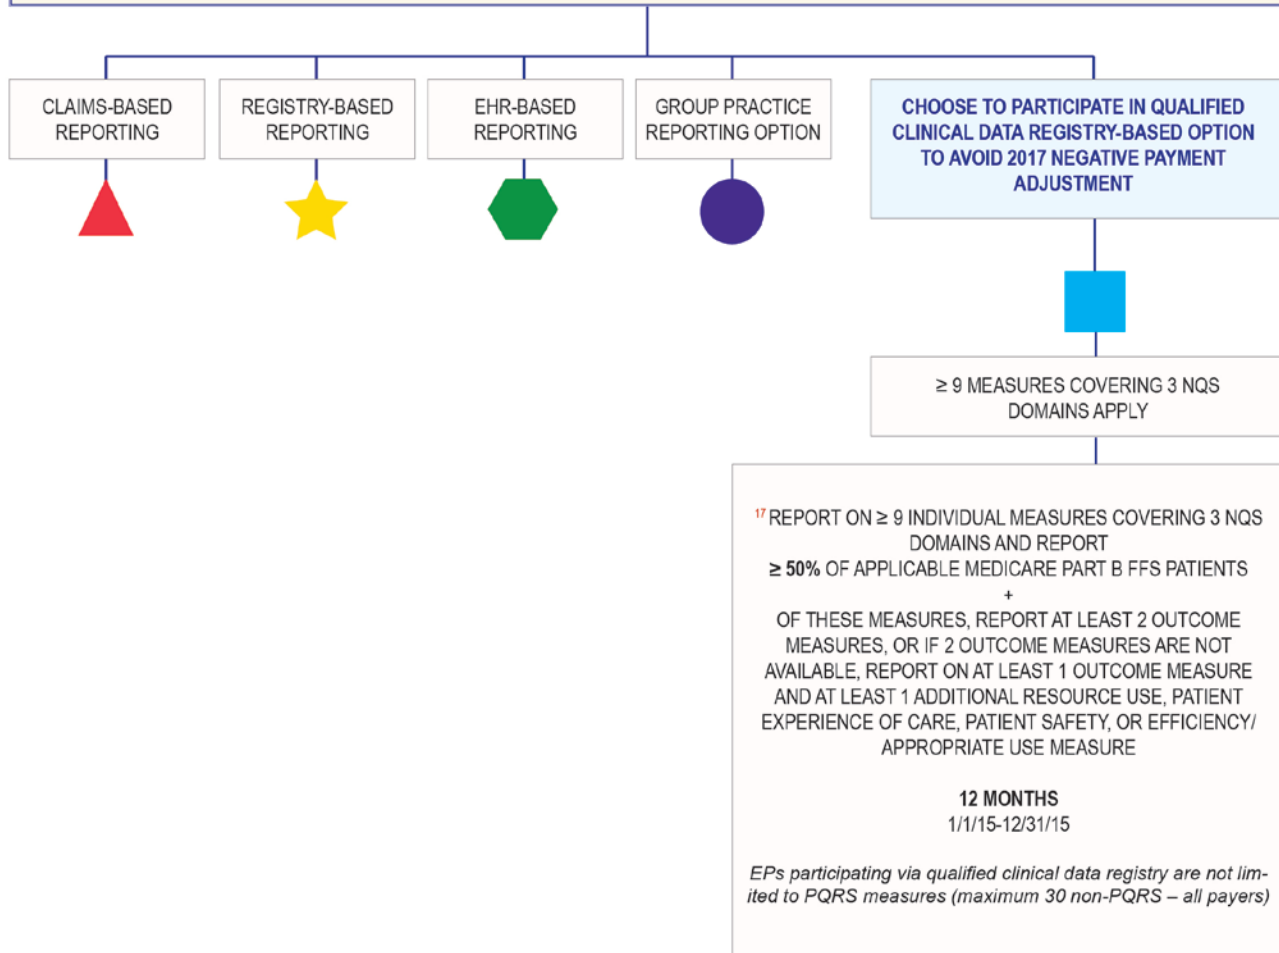 CLAIMS-BASED
REPORTING
REGISTRY-BASED
REPORTING
EHR-BASED
REPORTING
GROUP PRACTICE
REPORTING OPTION
CHOOSE TO PARTICIPATE IN QUALIFIED
CLINICAL DATA REGISTRY-BASED OPTION
TO AVOID 2017 NEGATIVE PAYMENT
ADJUSTMENT
≥ 9 MEASURES COVERING 3 NQS
DOMAINS APPLY
17 REPORT ON ≥ 9 INDIVIDUAL MEASURES COVERING 3 NQS
DOMAINS AND REPORT
≥ 50% OF APPLICABLE MEDICARE PART B FFS PATIENTS
+
OF THESE MEASURES, REPORT AT LEAST 2 OUTCOME
MEASURES, OR IF 2 OUTCOME MEASURES ARE NOT
AVAILABLE, REPORT ON AT LEAST 1 OUTCOME MEASURE
AND AT LEAST 1 ADDITIONAL RESOURCE USE, PATIENT
EXPERIENCE OF CARE, PATIENT SAFETY, OR EFFICIENCY/
APPROPRIATE USE MEASURE
12 MONTHS
1/1/15-12/31/15
EPs participating via qualified clinical data registry are not lim-
ited to PQRS measures (maximum 30 non-PQRS – all payers)